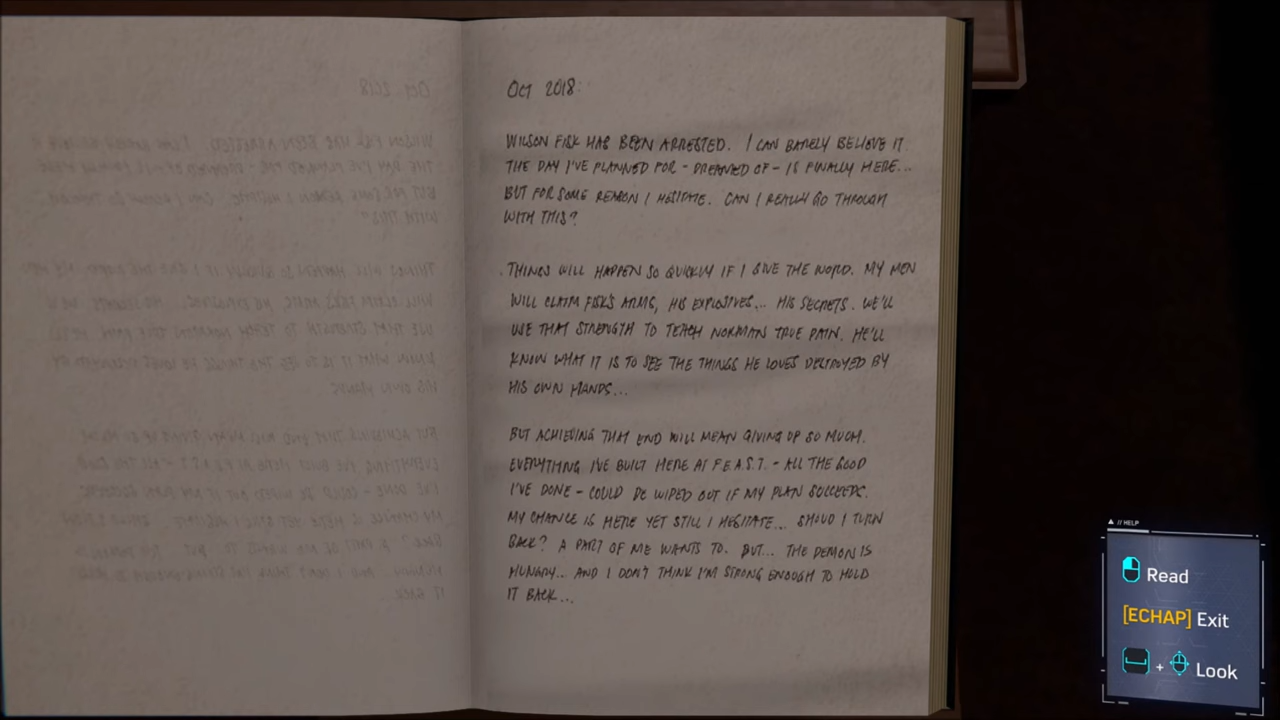 Oct 2018:
WILSON FISK HAS BEEN ARRESTED. I CAN BARELY BELIEVE IT.
THE DAY I'VE PLANNED FOR - DREAMED OF - IS FINALLY HERE...
BUT FOR SOME REASON I HESITATE. CAN I REALLY GO THROUGH
WITH THIS?
THINGS WILL HAPPEN SO QUICKLY IF I GIVE THE WORD. MY MEN
WILL CLAIM FISK'S ARMS, HIS EXPLOSIVES... HIS SECRETS. WE'LL
USE THAT STRENGTH TO TEACH NORMAN TRUE PAIN. HE'LL
KNOW WHAT IT IS TO SEE THE THINGS HE LOVES DESTROYED BY
HIS OWN HANDS...
BUT ACHIEVING THAT END WILL MEAN GIVING UP SO MUCH.
EVERYTHING I'VE BUILT HERE AT F.E.A.S.T. - ALL THE GOOD
I'VE DONE - COULD BE WIPED OUT IF MY PLAN SUCCEEDS.
MY CHANCE IS HERE YET STILL I HESITATE... SHOULD I TURN
BACK? A PART OF ME WANTS TO. BUT... THE DEMON IS
HUNGRY... AND I DON'T THINK I'M STRONG ENOUGH TO HOLD
IT BACK...
// HELP
Read
[ECHAP] Exit
+ Look